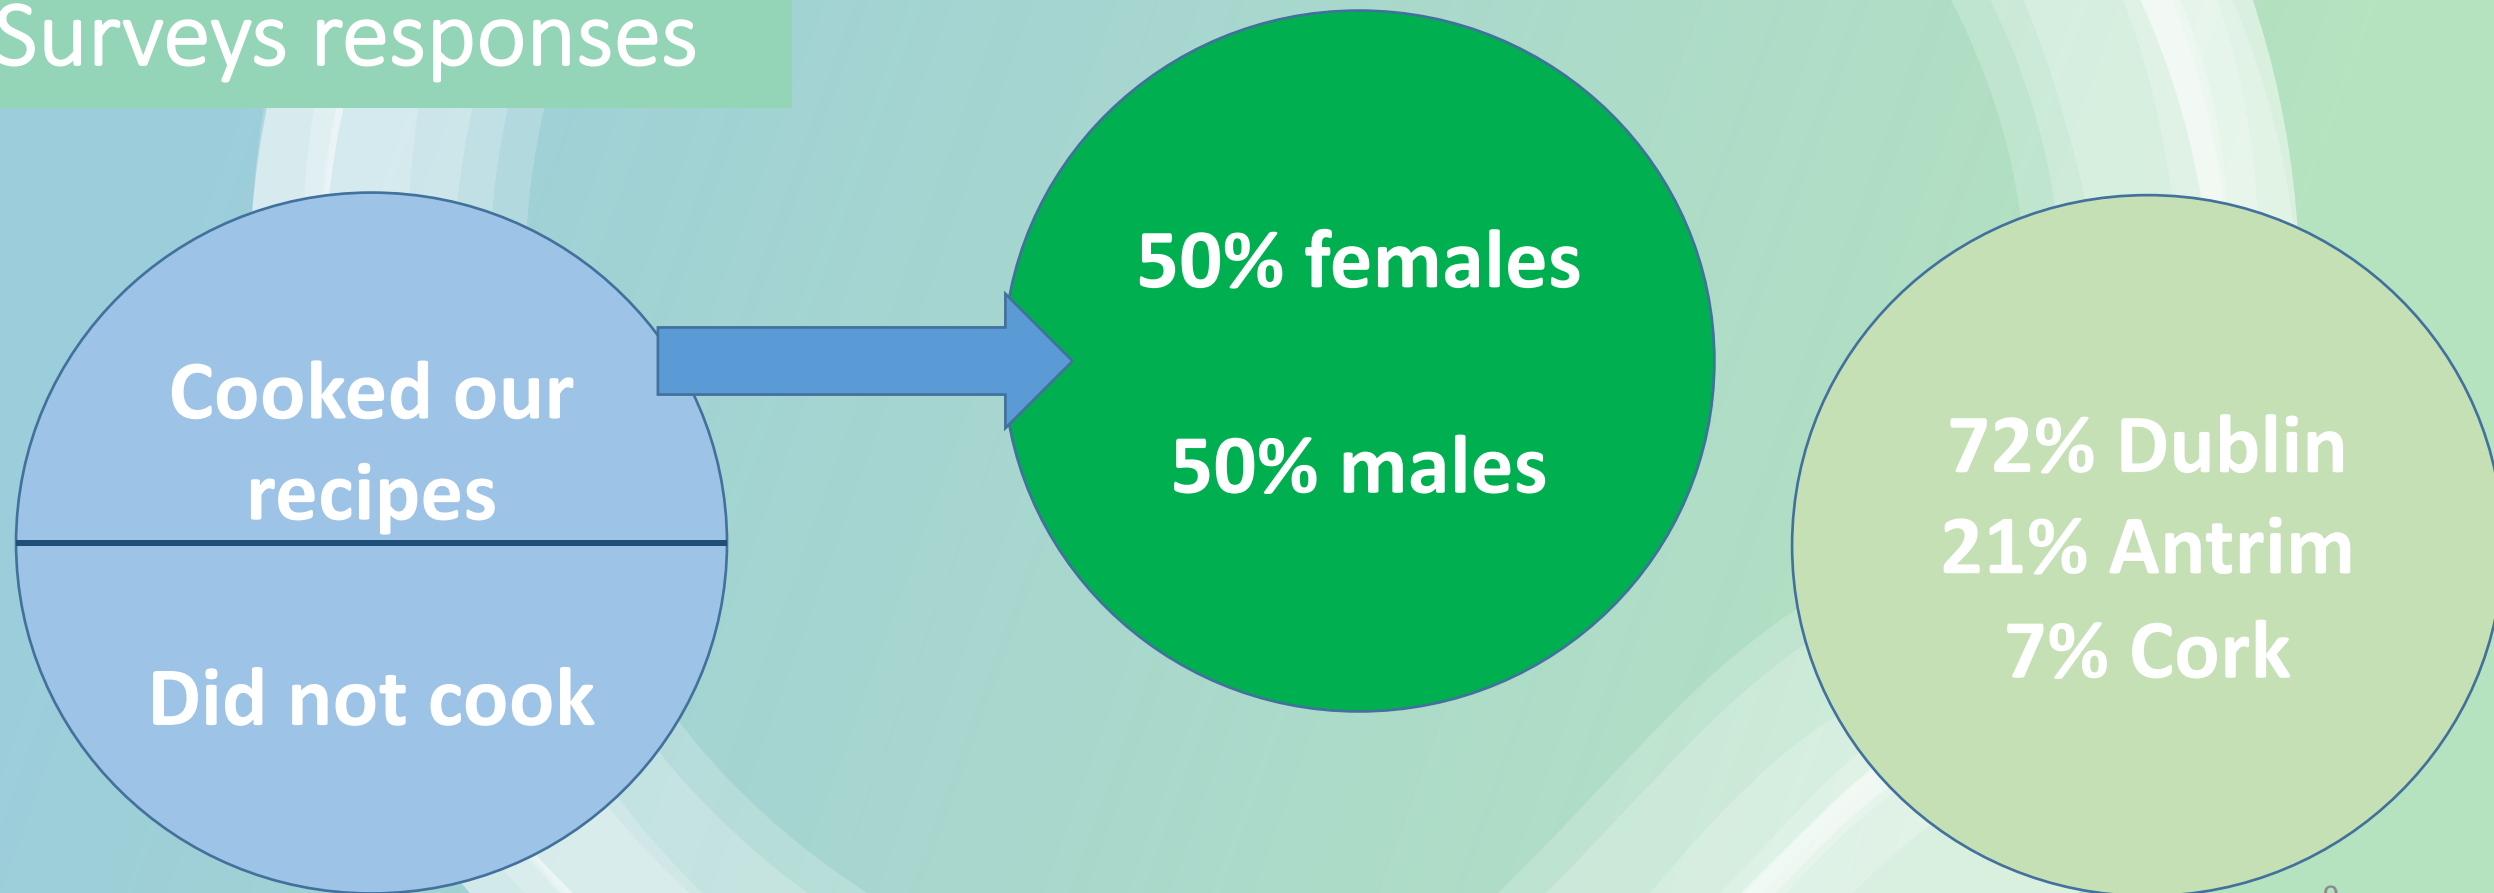 Surveys responses
Cooked our
recipes
Did not cook
50% females
50% males
72% Dublin
21% Antrim
7% Cork